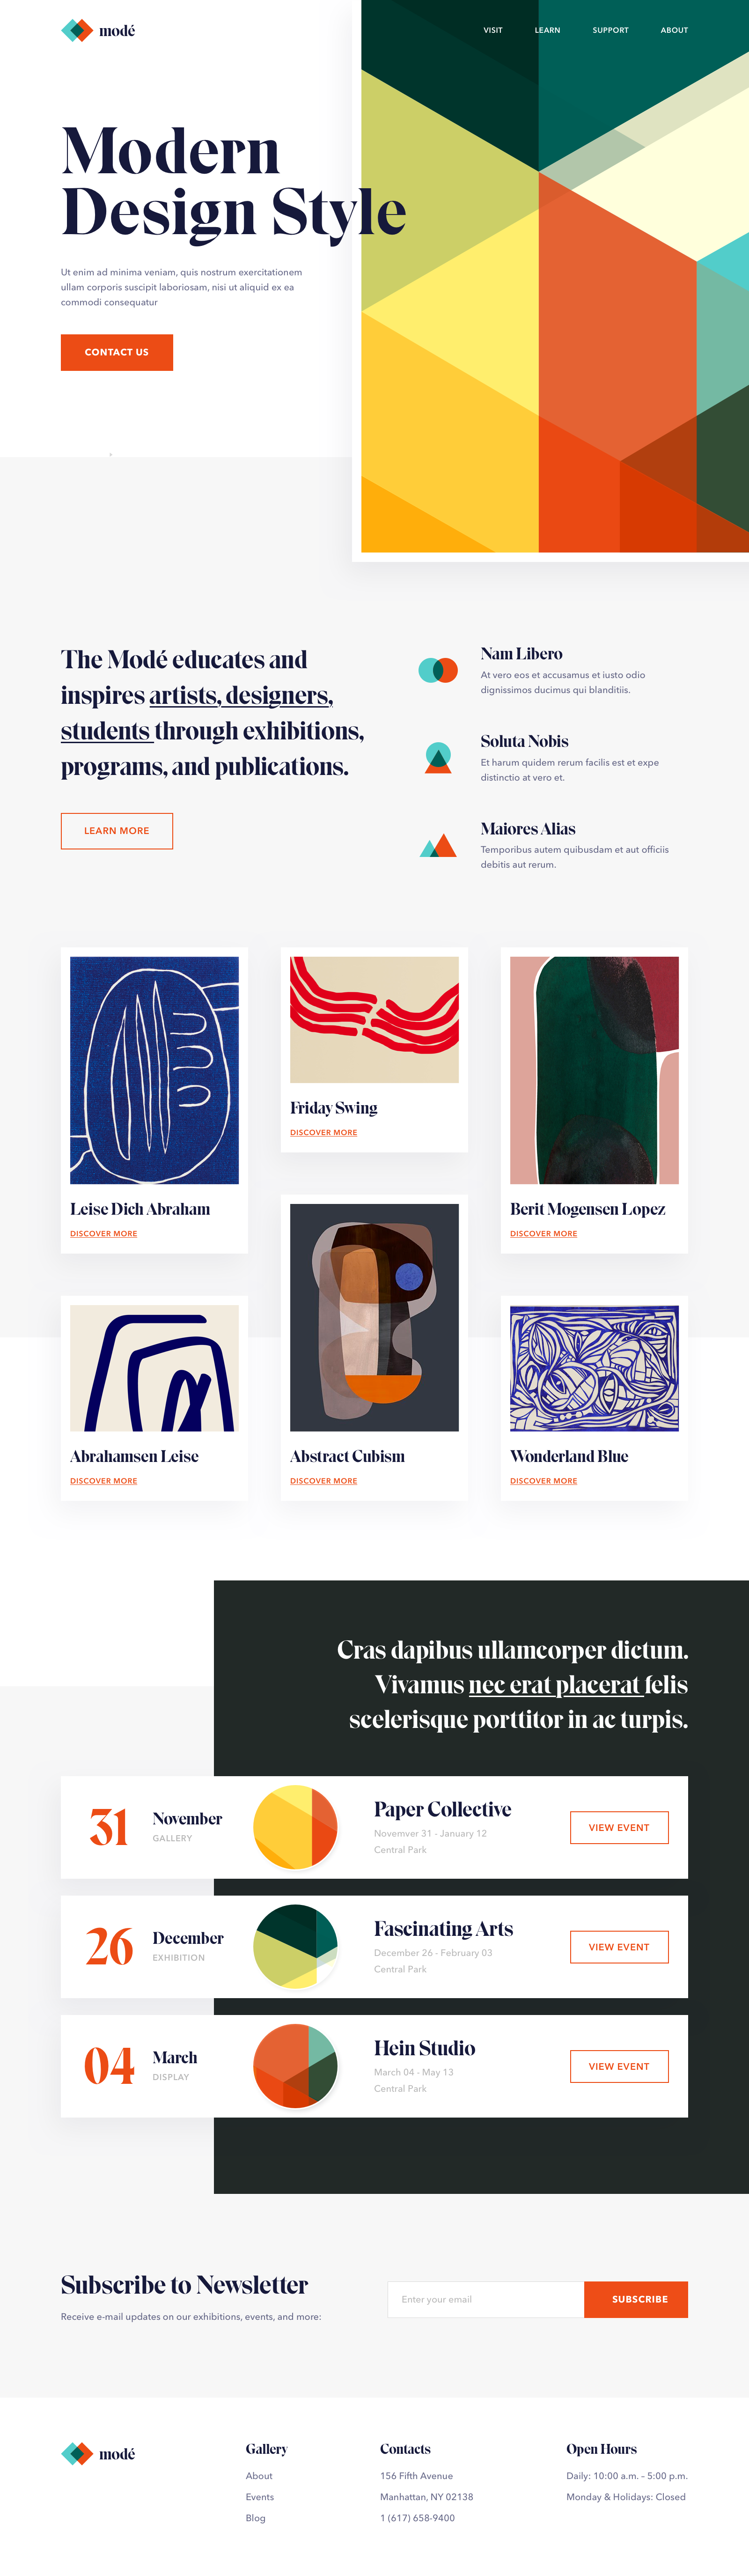 modé
VISIT
LEARN
SUPPORT
ABOUT
Modern
Design Style
Ut enim ad minima veniam, quis nostrum exercitationem
ullam corporis suscipit laboriosam, nisi ut aliquid ex ea
commodi consequatur
CONTACT US
The Modé educates and
inspires artists, designers,
students through exhibitions,
programs, and publications.
LEARN MORE
Nam Libero
At vero eos et accusamus et iusto odio
dignissimos ducimus qui blanditiis.
Soluta Nobis
Et harum quidem rerum facilis est et expe
distinctio at vero et.
Maiores Alias
Temporibus autem quibusdam et aut officiis
debitis aut rerum.
Leise Dich Abraham
DISCOVER MORE
Friday Swing
DISCOVER MORE
Berit Mogensen Lopez
DISCOVER MORE
Abrahamsen Leise
DISCOVER MORE
Abstract Cubism
DISCOVER MORE
Wonderland Blue
DISCOVER MORE
Cras dapibus ullamcorper dictum.
Vivamus nec erat placerat felis
scelerisque porttitor in ac turpis.
31
November
GALLERY
Paper Collective
Novemver 31 - January 12
Central Park
VIEW EVENT
26
December
EXHIBITION
Fascinating Arts
December 26 - February 03
Central Park
VIEW EVENT
04
March
DISPLAY
Hein Studio
March 04 - May 13
Central Park
VIEW EVENT
Subscribe to Newsletter
Receive e-mail updates on our exhibitions, events, and more:
Enter your email
SUBSCRIBE
modé
Gallery
About
Events
Blog
Contacts
156 Fifth Avenue
Manhattan, NY 02138
1 (617) 658-9400
Open Hours
Daily: 10:00 a.m. – 5:00 p.m.
Monday & Holidays: Closed